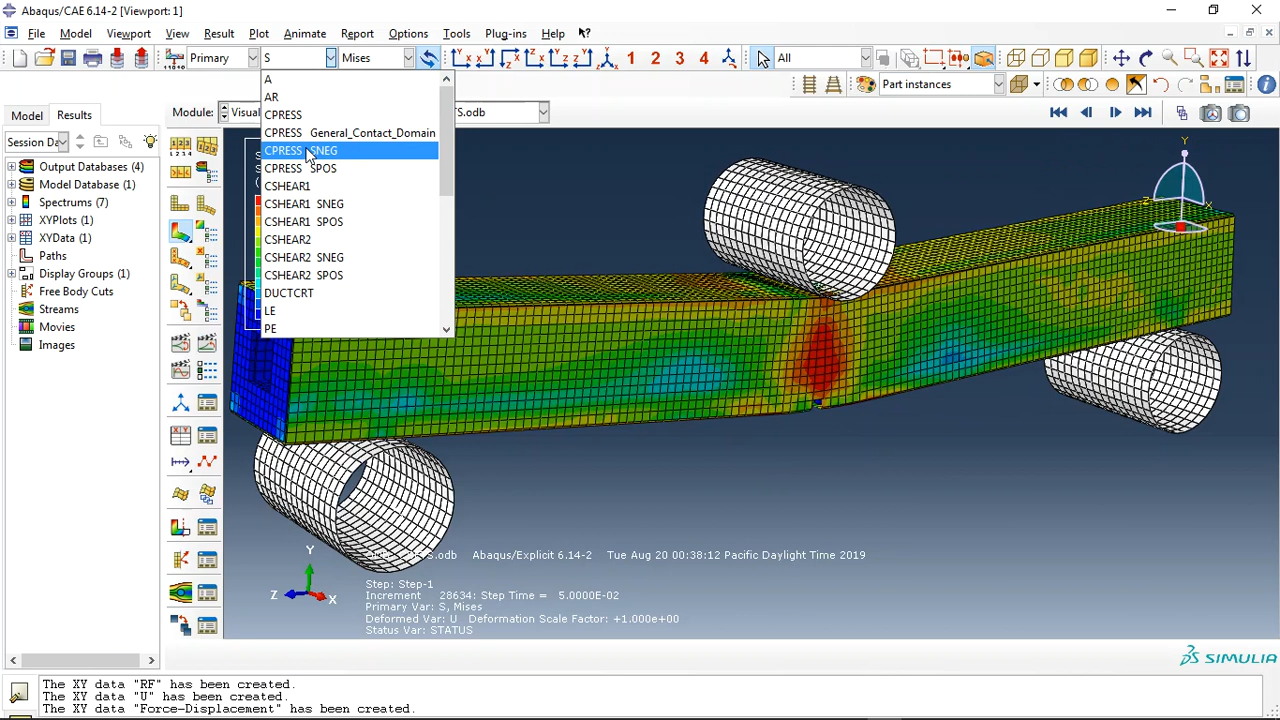 Abaqus/CAE 6.14-2 [Viewport: 1]
File Model Viewport View Result Plot Animate Report Options Tools Plug-ins Help
Primary S Mises 1 2 3 4 All
Part instances
Model Results
Module: Visual S.odb
Session Da
Output Databases (4)
Model Database (1)
Spectrums (7)
XYPlots (1)
XYData (1)
Paths
Display Groups (1)
Free Body Cuts
Streams
Movies
Images
A
AR
CPRESS
CPRESS General_Contact_Domain
CPRESS SNEG
CPRESS SPOS
CSHEAR1
CSHEAR1 SNEG
CSHEAR1 SPOS
CSHEAR2
CSHEAR2 SNEG
CSHEAR2 SPOS
DUCTCRT
LE
PE
Y
Z X
S.odb Abaqus/Explicit 6.14-2 Tue Aug 20 00:38:12 Pacific Daylight Time 2019
Step: Step-1
Increment 28634: Step Time = 5.0000E-02
Primary Var: S, Mises
Deformed Var: U Deformation Scale Factor: +1.000e+00
Status Var: STATUS
Y
Z X
SIMULIA
The XY data "RF" has been created.
The XY data "U" has been created.
The XY data "Force-Displacement" has been created.